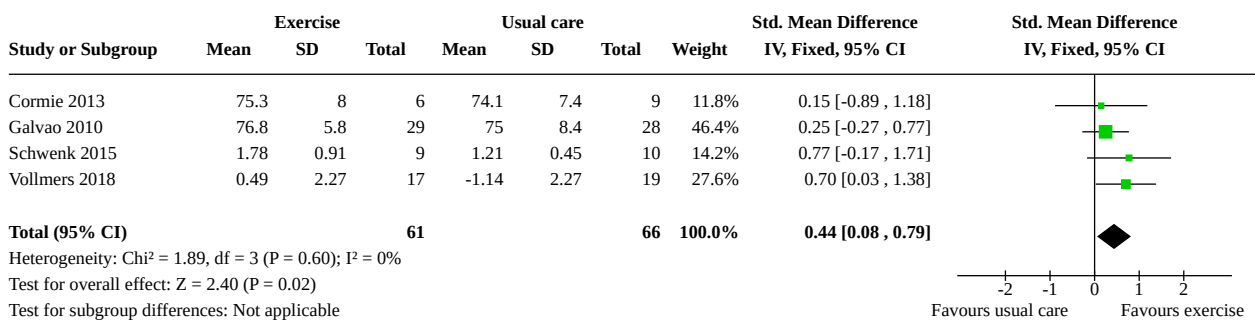 Exercise Usual care Std. Mean Difference Std. Mean Difference
Study or Subgroup Mean SD Total Mean SD Total Weight IV, Fixed, 95% CI IV, Fixed, 95% CI
Cormie 2013 75.3 8 6 74.1 7.4 9 11.8% 0.15 [-0.89 , 1.18]
Galvao 2010 76.8 5.8 29 75 8.4 28 46.4% 0.25 [-0.27 , 0.77]
Schwenk 2015 1.78 0.91 9 1.21 0.45 10 14.2% 0.77 [-0.17 , 1.71]
Vollmers 2018 0.49 2.27 17 -1.14 2.27 19 27.6% 0.70 [0.03 , 1.38]
Total (95% CI) 61 66 100.0% 0.44 [0.08 , 0.79]
Heterogeneity: Chi² = 1.89, df = 3 (P = 0.60); I² = 0%
Test for overall effect: Z = 2.40 (P = 0.02)
-2 -1 0 1 2
Test for subgroup differences: Not applicable
Favours usual care Favours exercise